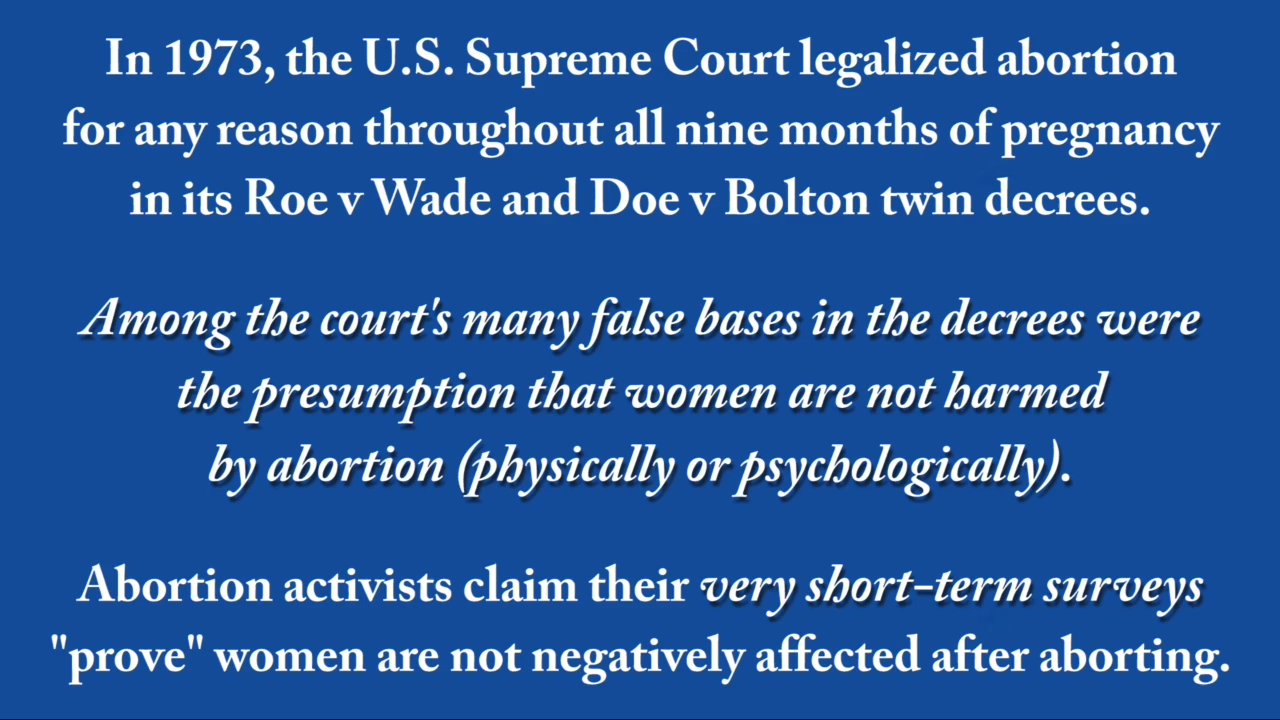 In 1973, the U.S. Supreme Court legalized abortion
for any reason throughout all nine months of pregnancy
in its Roe v Wade and Doe v Bolton twin decrees.
Among the court's many false bases in the decrees were
the presumption that women are not harmed
by abortion (physically or psychologically).
Abortion activists claim their very short-term surveys
"prove" women are not negatively affected after aborting.